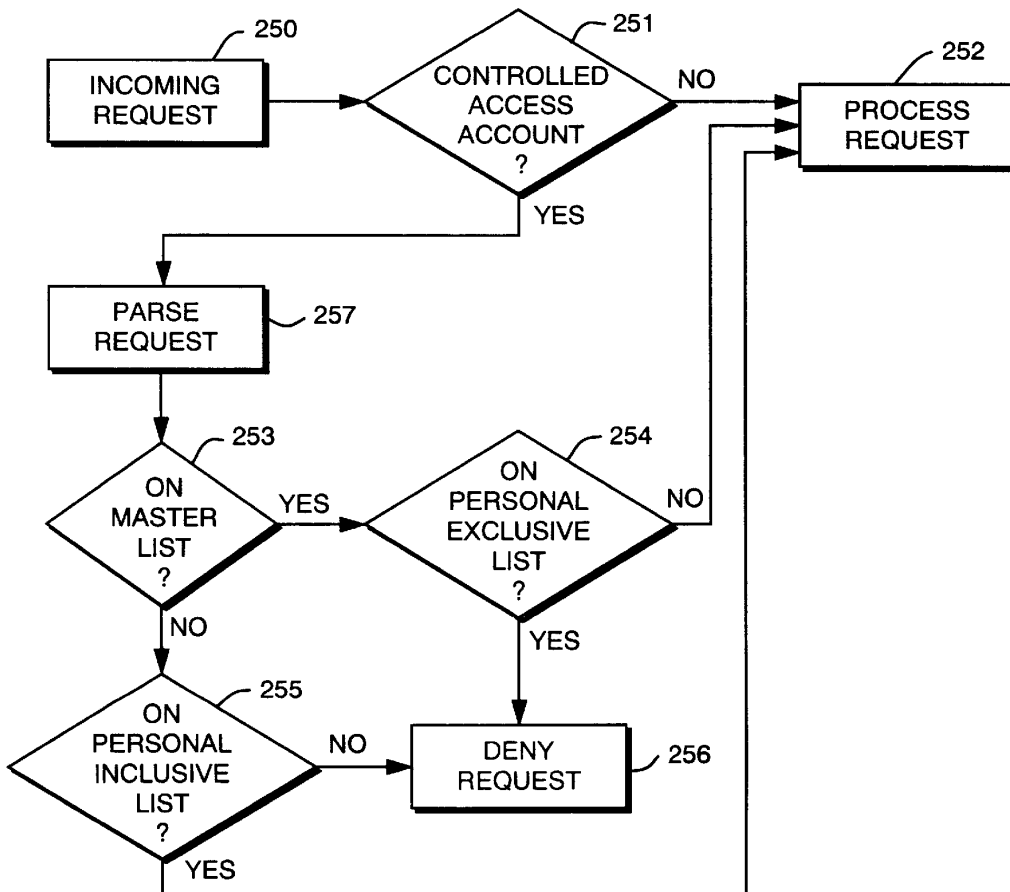 250
INCOMING
REQUEST
251
CONTROLLED
ACCESS
ACCOUNT
?
NO
YES
252
PROCESS
REQUEST
PARSE
REQUEST
257
253
ON
MASTER
LIST
?
YES
NO
254
ON
PERSONAL
EXCLUSIVE
LIST
?
NO
YES
255
ON
PERSONAL
INCLUSIVE
LIST
?
NO
YES
DENY
REQUEST
256